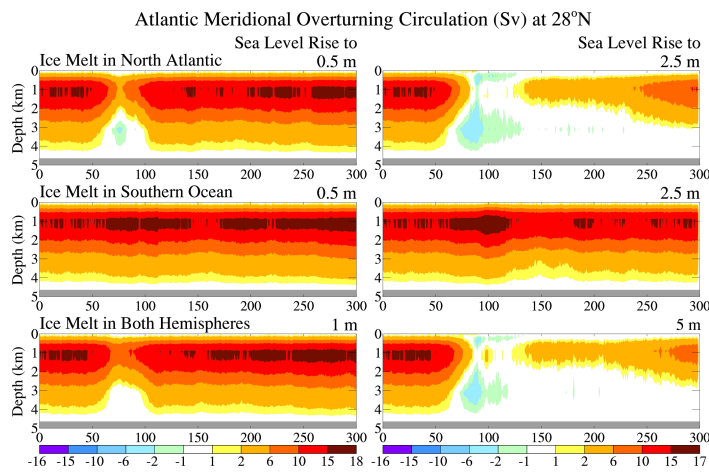 Atlantic Meridional Overturning Circulation (Sv) at 28°N
Sea Level Rise to Sea Level Rise to
Ice Melt in North Atlantic 0.5 m 2.5 m
0 1 2 3 4 5
Depth (km)
0 50 100 150 200 250 300
0 50 100 150 200 250 300
Ice Melt in Southern Ocean 0.5 m 2.5 m
0 1 2 3 4 5
Depth (km)
0 50 100 150 200 250 300
0 50 100 150 200 250 300
Ice Melt in Both Hemispheres 1 m 5 m
0 1 2 3 4 5
Depth (km)
0 50 100 150 200 250 300
0 50 100 150 200 250 300
-16 -15 -10 -6 -2 -1 1 2 6 10 15 18
-16 -15 -10 -6 -2 -1 1 2 6 10 15 17